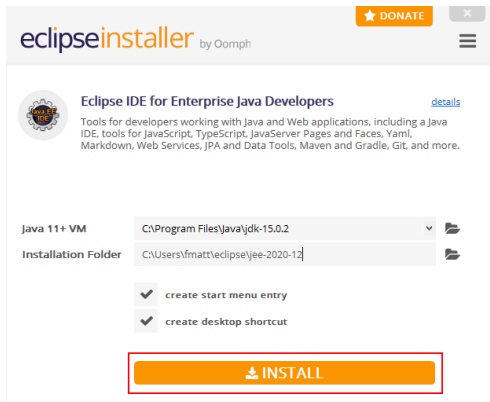 ★ DONATE
eclipseinstaller by Oomph
Eclipse IDE for Enterprise Java Developers details
Java EE
IDE
Tools for developers working with Java and Web applications, including a Java
IDE, tools for JavaScript, TypeScript, JavaServer Pages and Faces, Yaml,
Markdown, Web Services, JPA and Data Tools, Maven and Gradle, Git, and more.
Java 11+ VM C:\Program Files\Java\jdk-15.0.2
Installation Folder C:\Users\fmatt\eclipse\jee-2020-12
create start menu entry
create desktop shortcut
INSTALL